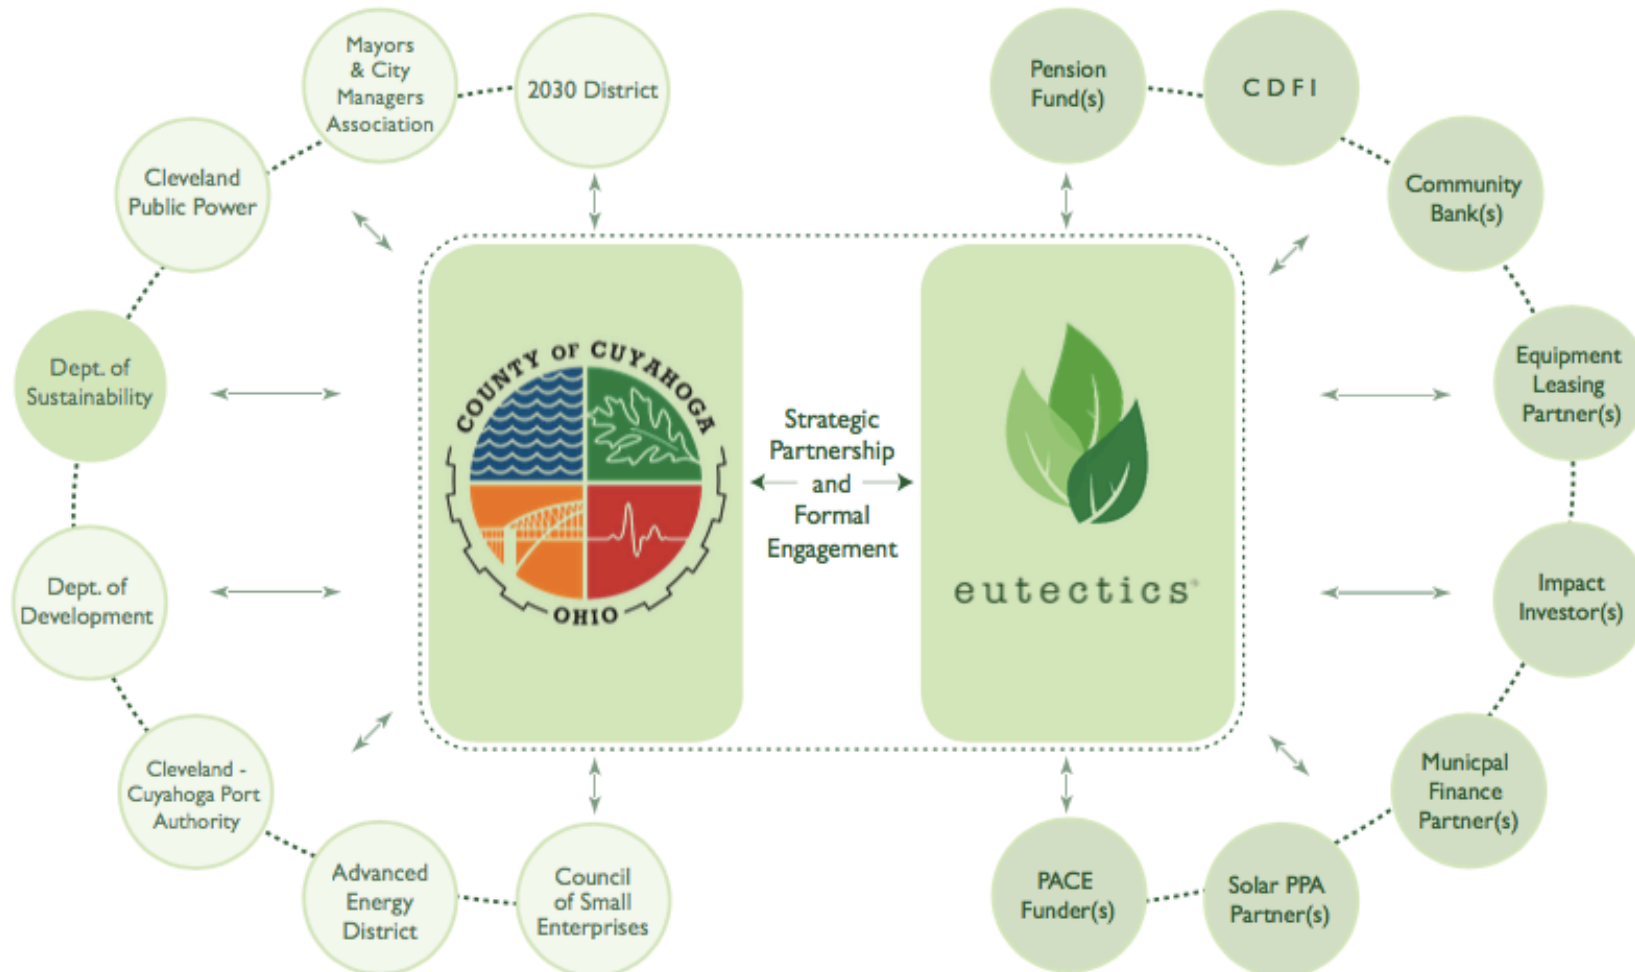 Mayors
& City
Managers
Association
2030 District
Pension
Fund(s)
C D F I
Cleveland
Public Power
Community
Bank(s)
Dept. of
Sustainability
COUNTY OF CUYAHOGA
OHIO
Strategic
Partnership
and
Formal
Engagement
eutectics®
Equipment
Leasing
Partner(s)
Dept. of
Development
Impact
Investor(s)
Cleveland -
Cuyahoga Port
Authority
Municpal
Finance
Partner(s)
Advanced
Energy
District
Council
of Small
Enterprises
PACE
Funder(s)
Solar PPA
Partner(s)